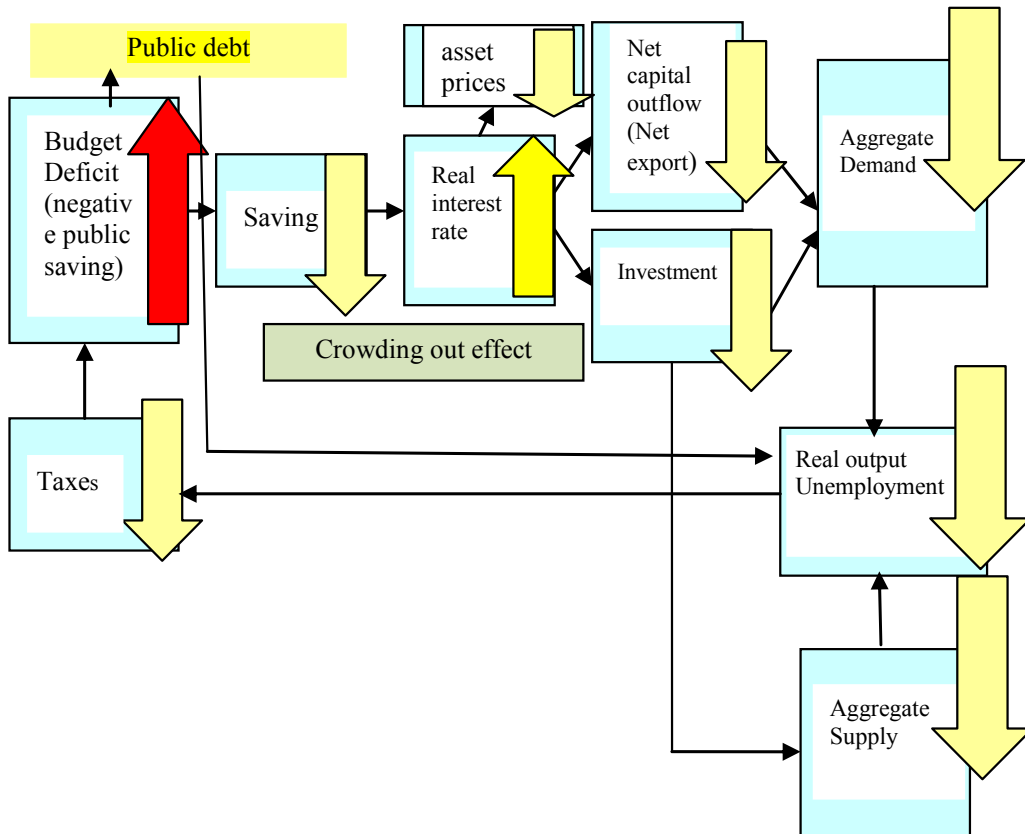 Public debt
asset
prices
Net
capital
outflow
(Net
export)
Aggregate
Demand
Budget
Deficit
(negativ
e public
saving)
Saving
Real
interest
rate
Investment
Crowding out effect
Taxes
Real output
Unemployment
Aggregate
Supply